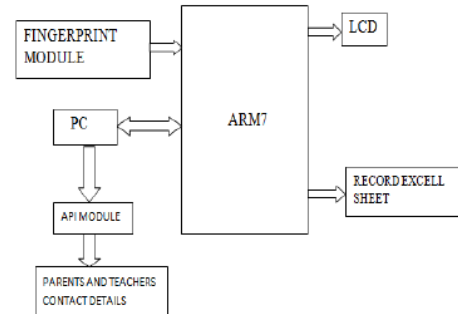 FINGERPRINT
MODULE
LCD
PC
ARM7
RECORD EXCELL
SHEET
API MODULE
PARENTS AND TEACHERS
CONTACT DETAILS